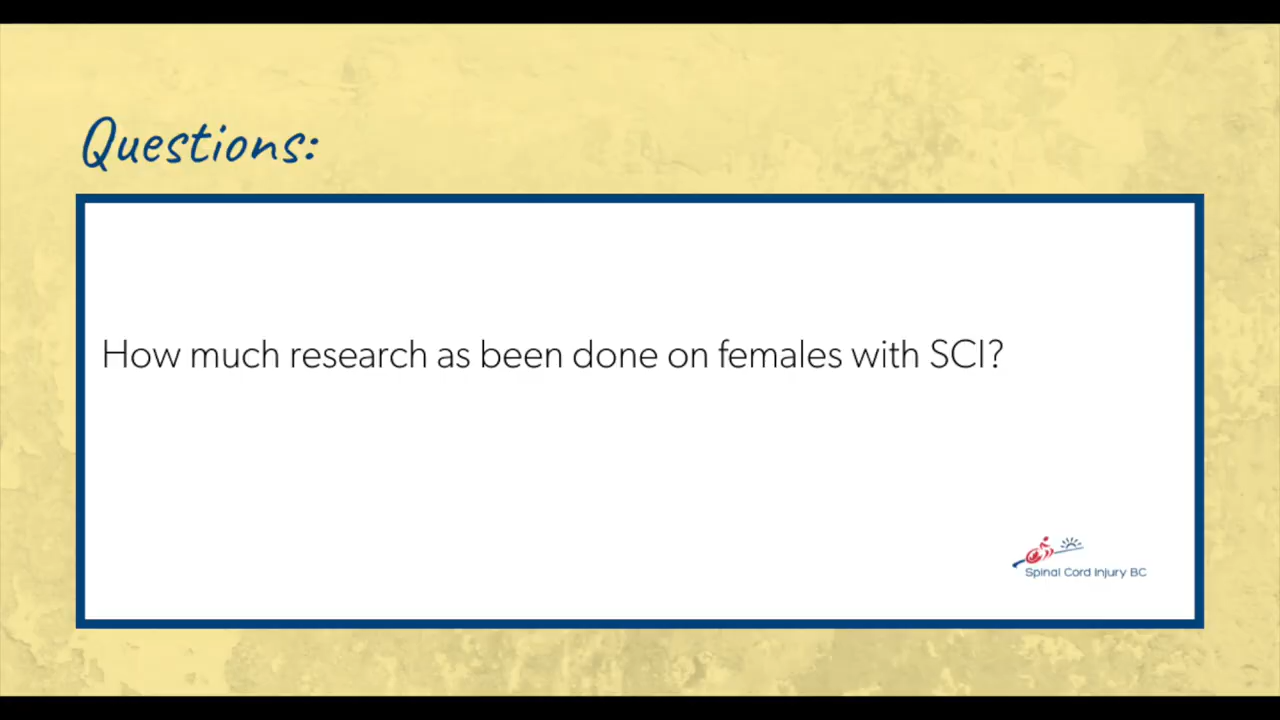 Questions:
How much research as been done on females with SCI?
Spinal Cord Injury BC